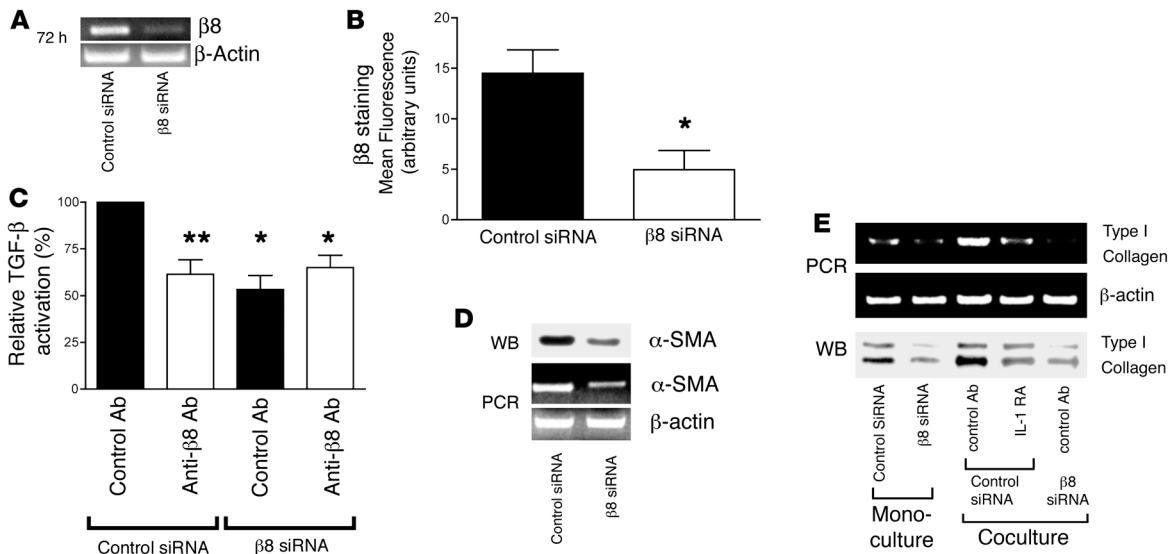 A
72 h
β8
β-Actin
Control siRNA
β8 siRNA
B
β8 staining
Mean Fluorescence
(arbitrary units)
20
15
10
5
0
*
Control siRNA
β8 siRNA
C
Relative TGF-β
activation (%)
100
75
50
25
0
**
*
*
Control Ab
Anti-β8 Ab
Control Ab
Anti-β8 Ab
Control siRNA
β8 siRNA
D
WB
α-SMA
PCR
α-SMA
β-actin
Control siRNA
β8 siRNA
E
PCR
Type I
Collagen
β-actin
WB
Type I
Collagen
Control SiRNA
β8 siRNA
control Ab
IL-1 RA
control Ab
Control
siRNA
β8
siRNA
Mono-
culture
Coculture